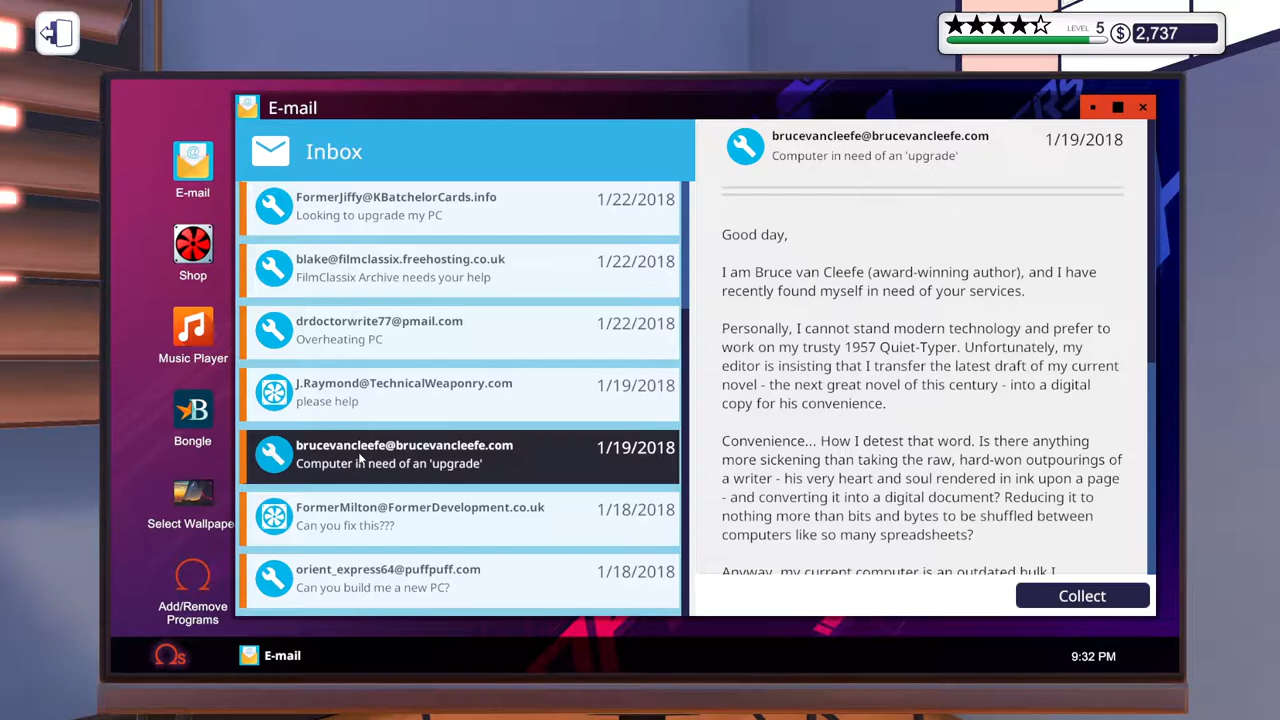 LEVEL 5
$ 2,737
E-mail
Inbox
FormerJiffy@KBatchelorCards.info
1/22/2018
Looking to upgrade my PC
blake@filmclassix.freehosting.co.uk
1/22/2018
FilmClassix Archive needs your help
drdoctorwrite77@pmail.com
1/22/2018
Overheating PC
J.Raymond@TechnicalWeaponry.com
1/19/2018
please help
brucevancleefe@brucevancleefe.com
1/19/2018
Computer in need of an 'upgrade'
FormerMilton@FormerDevelopment.co.uk
1/18/2018
Can you fix this???
orient_express64@puffpuff.com
1/18/2018
Can you build me a new PC?
brucevancleefe@brucevancleefe.com
1/19/2018
Computer in need of an 'upgrade'
Good day,
I am Bruce van Cleefe (award-winning author), and I have
recently found myself in need of your services.
Personally, I cannot stand modern technology and prefer to
work on my trusty 1957 Quiet-Typer. Unfortunately, my
editor is insisting that I transfer the latest draft of my current
novel - the next great novel of this century - into a digital
copy for his convenience.
Convenience... How I detest that word. Is there anything
more sickening than taking the raw, hard-won outpourings of
a writer - his very heart and soul rendered in ink upon a page
- and converting it into a digital document? Reducing it to
nothing more than bits and bytes to be shuffled between
computers like so many spreadsheets?
Anyway, my current computer is an outdated bulk I
Collect
E-mail
Shop
Music Player
B
Bongle
Select Wallpape
Add/Remove
Programs
Ωs
E-mail
9:32 PM